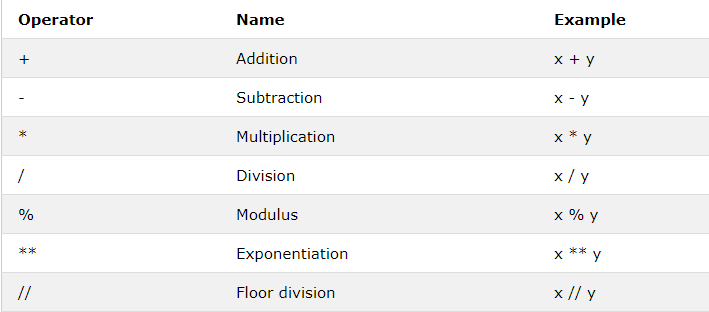 Operator Name Example
+ Addition x + y
- Subtraction x - y
* Multiplication x * y
/ Division x / y
% Modulus x % y
** Exponentiation x ** y
// Floor division x // y